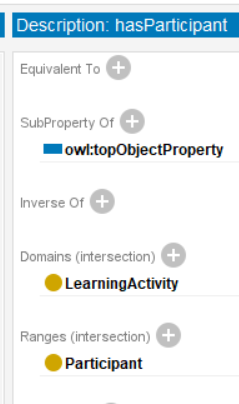 Description: hasParticipant
Equivalent To
SubProperty Of
owl:topObjectProperty
Inverse Of
Domains (intersection)
LearningActivity
Ranges (intersection)
Participant